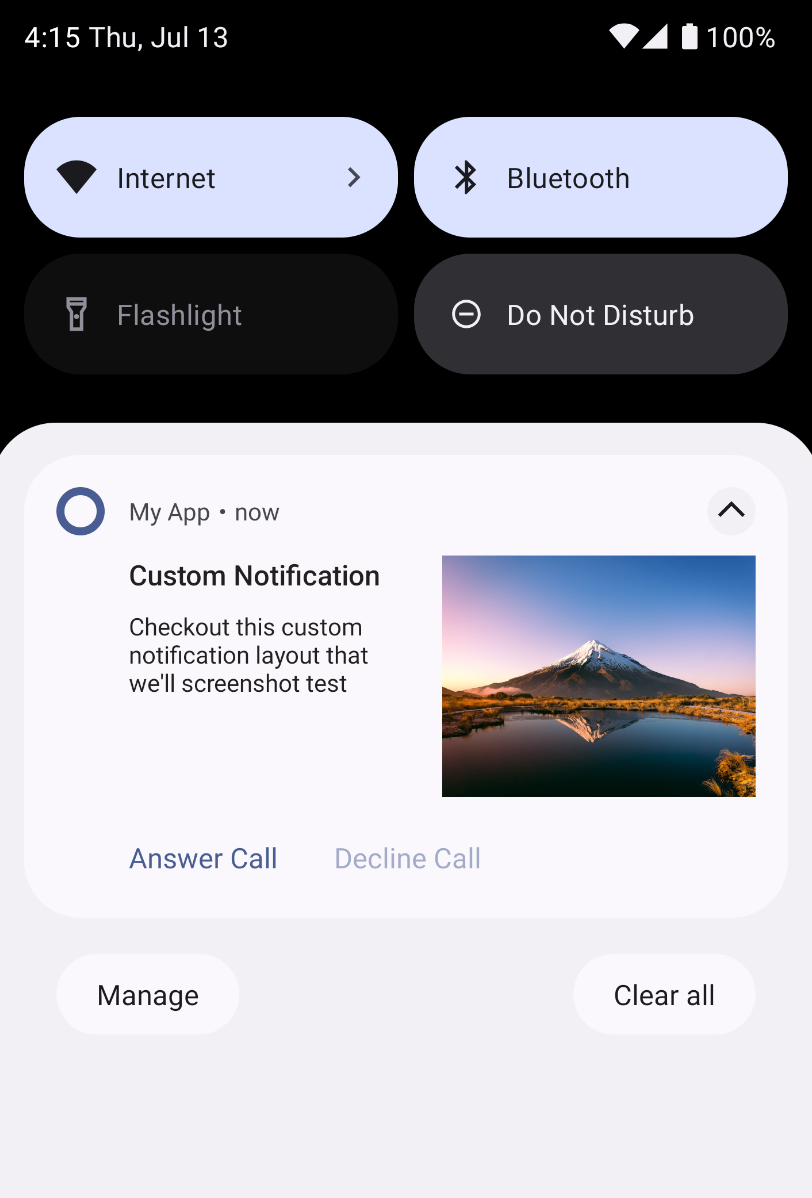 4:15 Thu, Jul 13
100%
Internet
Bluetooth
Flashlight
Do Not Disturb
My App • now
Custom Notification
Checkout this custom
notification layout that
we'll screenshot test
Answer Call
Decline Call
Manage
Clear all